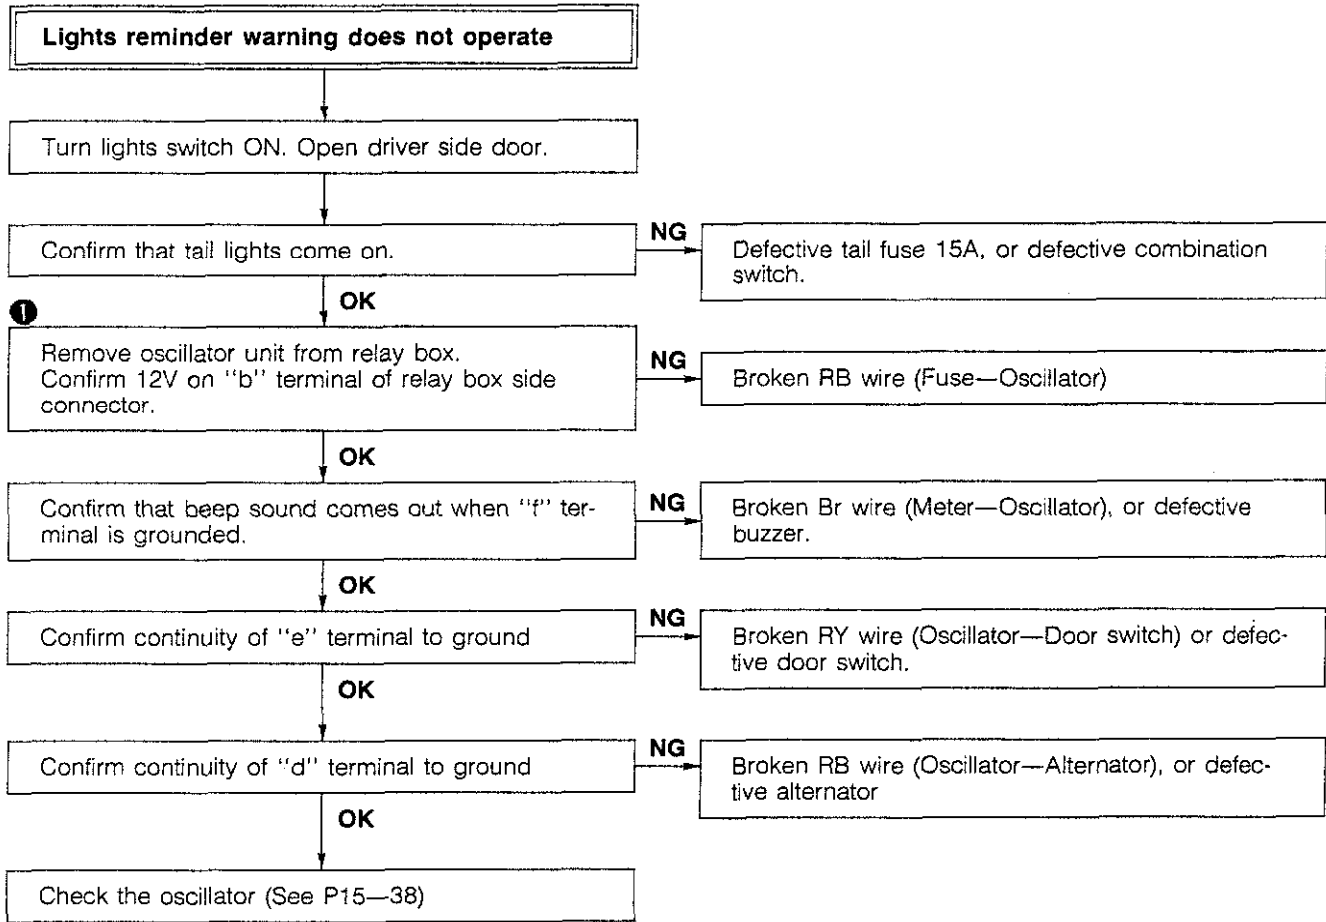 Lights reminder warning does not operate
Turn lights switch ON. Open driver side door.
Confirm that tail lights come on.
NG
Defective tail fuse 15A, or defective combination
switch.
OK
❶
Remove oscillator unit from relay box.
Confirm 12V on "b" terminal of relay box side
connector.
NG
Broken RB wire (Fuse—Oscillator)
OK
Confirm that beep sound comes out when "f" ter-
minal is grounded.
NG
Broken Br wire (Meter—Oscillator), or defective
buzzer.
OK
Confirm continuity of "e" terminal to ground
NG
Broken RY wire (Oscillator—Door switch) or defec-
tive door switch.
OK
Confirm continuity of "d" terminal to ground
NG
Broken RB wire (Oscillator—Alternator), or defec-
tive alternator
OK
Check the oscillator (See P15—38)